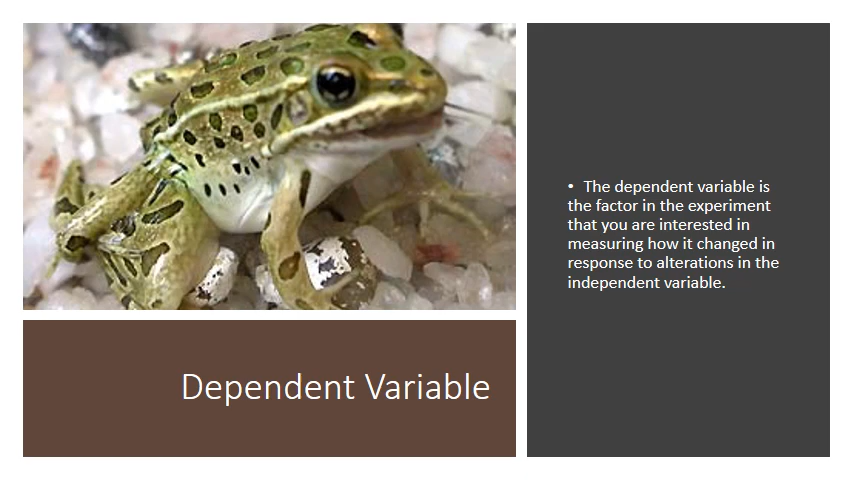 Dependent Variable
• The dependent variable is
the factor in the experiment
that you are interested in
measuring how it changed in
response to alterations in the
independent variable.